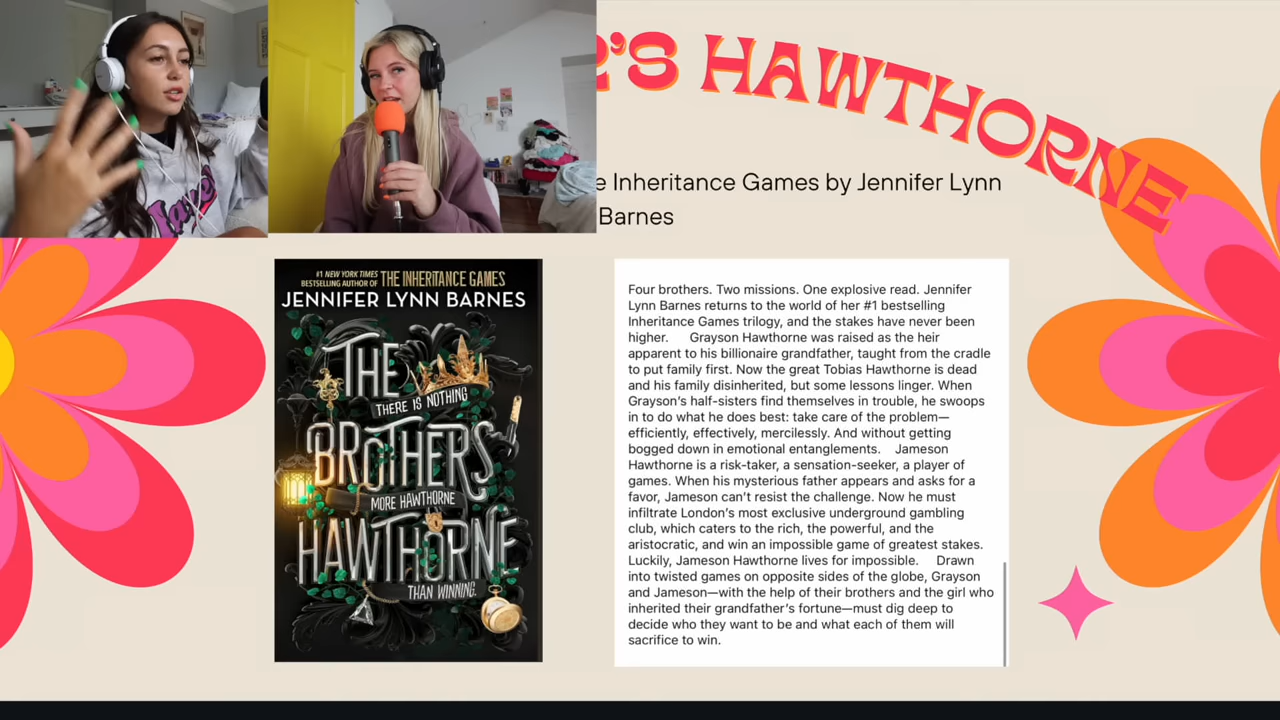 R'S HAWTHORNE
e Inheritance Games by Jennifer Lynn
Barnes
#1 NEW YORK TIMES
BESTSELLING AUTHOR OF THE INHERITANCE GAMES
JENNIFER LYNN BARNES
THE
THERE IS NOTHING
BROTHERS
MORE HAWTHORNE
HAWTHORNE
THAN WINNING.
Four brothers. Two missions. One explosive read. Jennifer
Lynn Barnes returns to the world of her #1 bestselling
Inheritance Games trilogy, and the stakes have never been
higher. Grayson Hawthorne was raised as the heir
apparent to his billionaire grandfather, taught from the cradle
to put family first. Now the great Tobias Hawthorne is dead
and his family disinherited, but some lessons linger. When
Grayson's half-sisters find themselves in trouble, he swoops
in to do what he does best: take care of the problem—
efficiently, effectively, mercilessly. And without getting
bogged down in emotional entanglements. Jameson
Hawthorne is a risk-taker, a sensation-seeker, a player of
games. When his mysterious father appears and asks for a
favor, Jameson can't resist the challenge. Now he must
infiltrate London's most exclusive underground gambling
club, which caters to the rich, the powerful, and the
aristocratic, and win an impossible game of greatest stakes.
Luckily, Jameson Hawthorne lives for impossible. Drawn
into twisted games on opposite sides of the globe, Grayson
and Jameson—with the help of their brothers and the girl who
inherited their grandfather's fortune—must dig deep to
decide who they want to be and what each of them will
sacrifice to win.